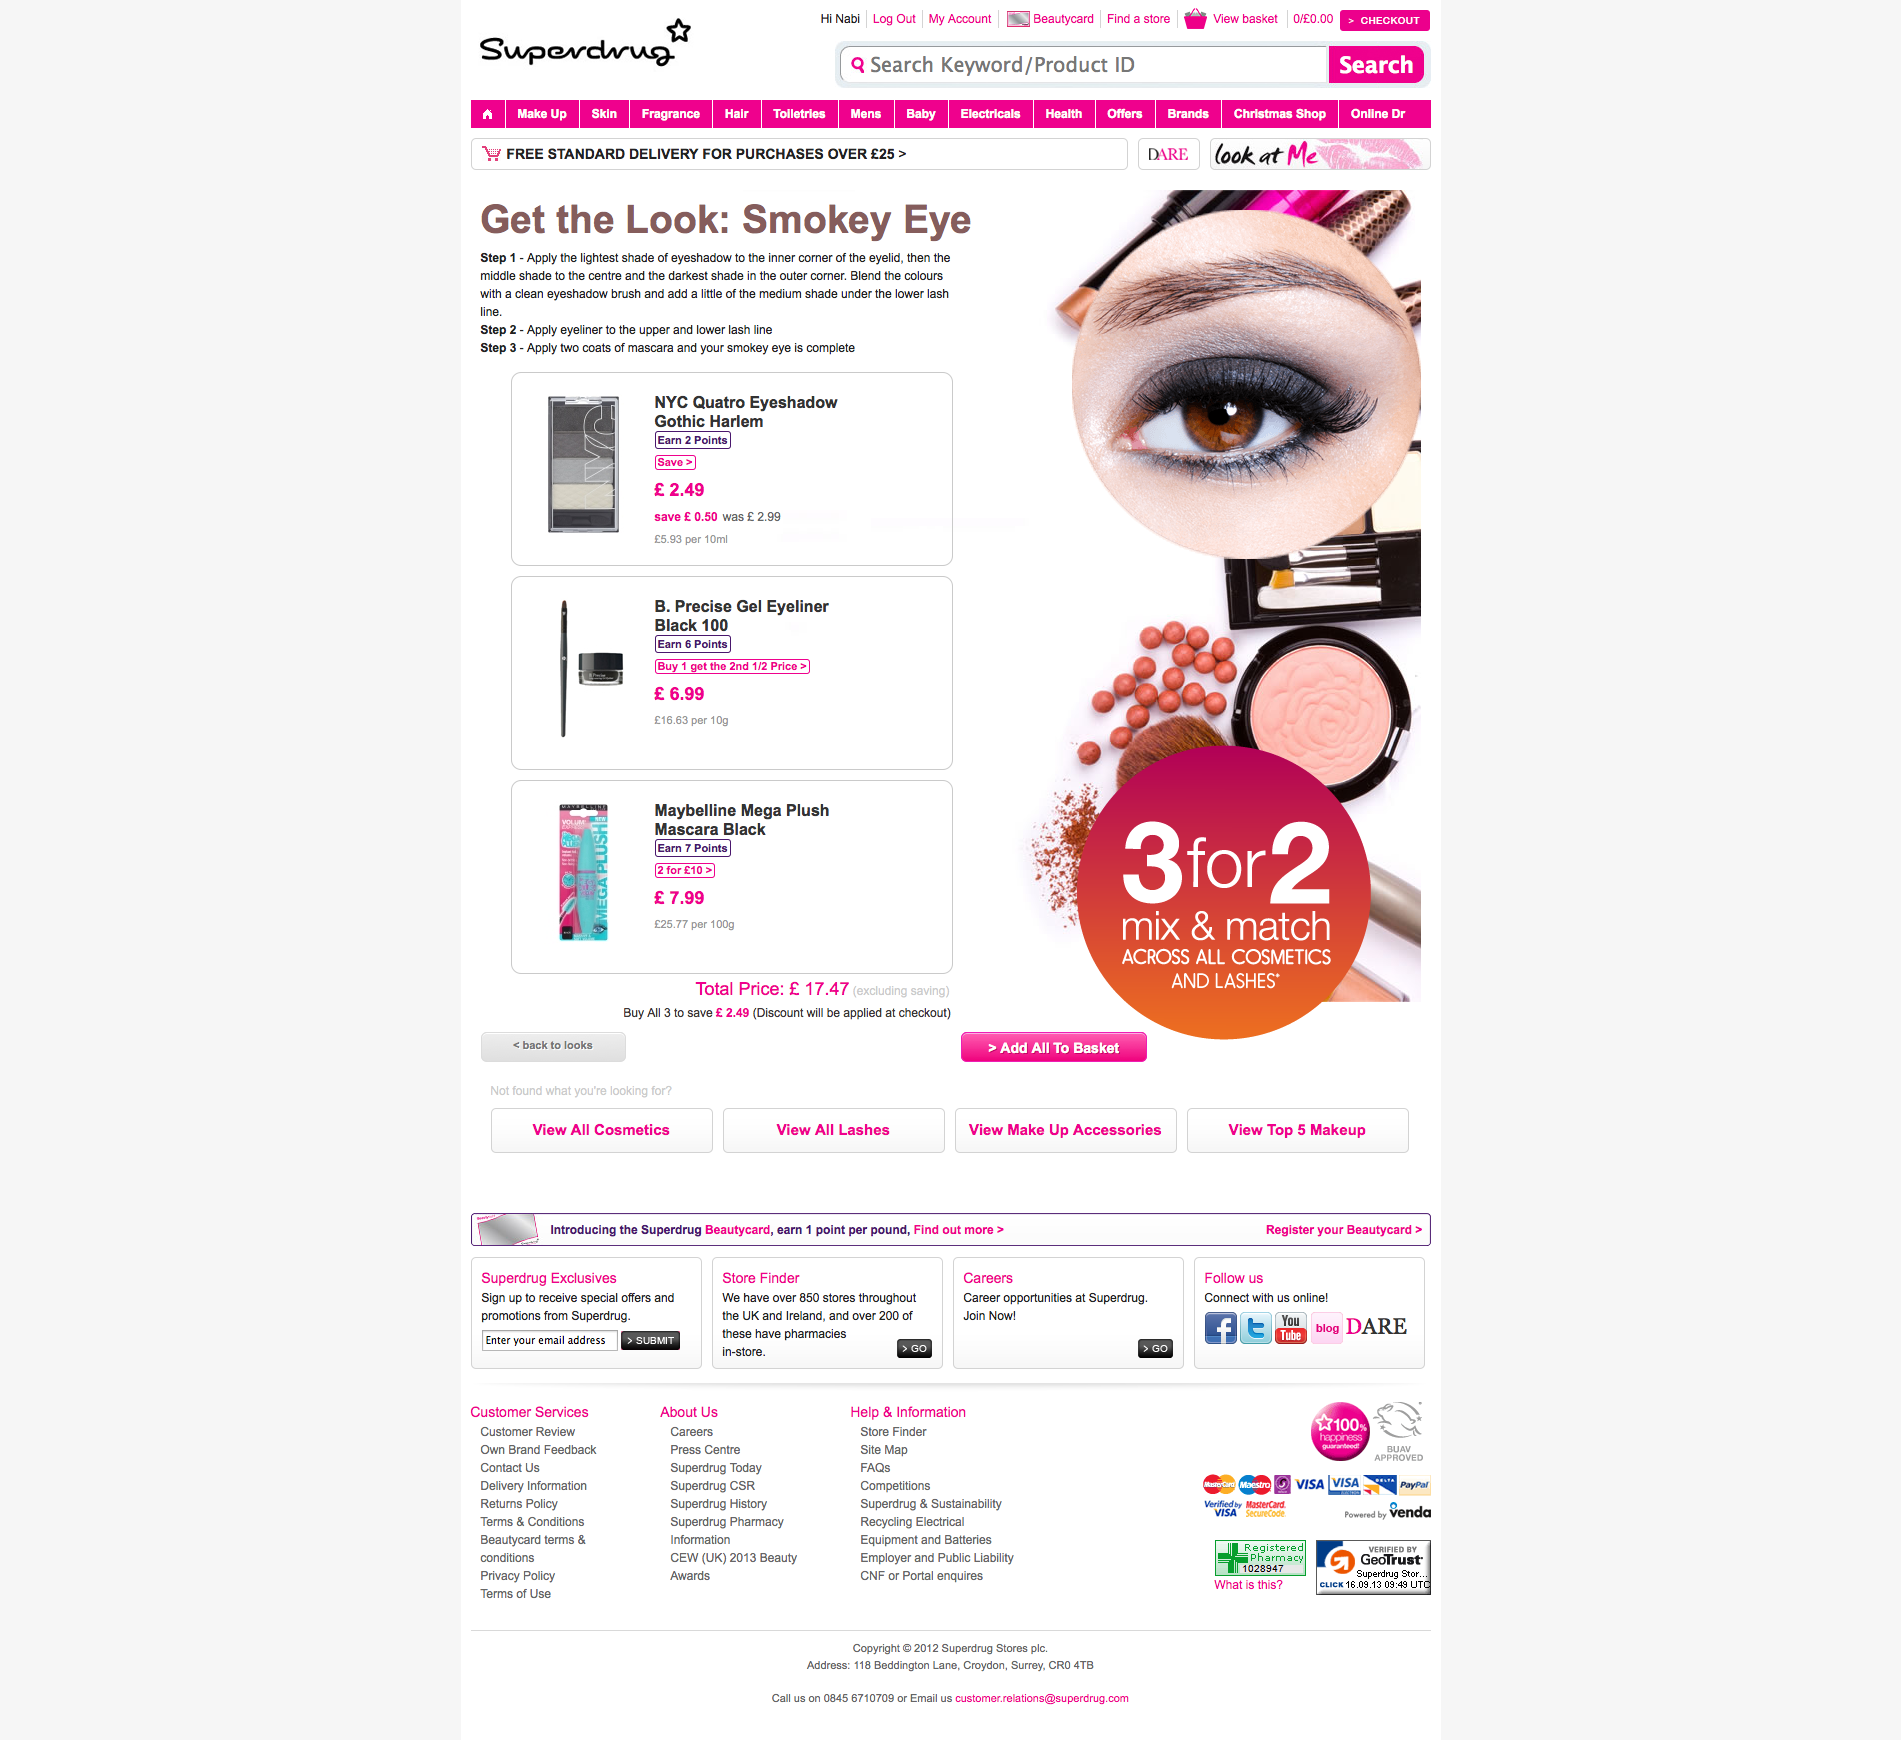 Superdrug
Hi Nabi
Log Out
My Account
Beautycard
Find a store
View basket
0/£0.00
> CHECKOUT
Search Keyword/Product ID
Search
Make Up
Skin
Fragrance
Hair
Toiletries
Mens
Baby
Electricals
Health
Offers
Brands
Christmas Shop
Online Dr
FREE STANDARD DELIVERY FOR PURCHASES OVER £25 >
DARE
look at Me
Get the Look: Smokey Eye
Step 1 - Apply the lightest shade of eyeshadow to the inner corner of the eyelid, then the
middle shade to the centre and the darkest shade in the outer corner. Blend the colours
with a clean eyeshadow brush and add a little of the medium shade under the lower lash
line.
Step 2 - Apply eyeliner to the upper and lower lash line
Step 3 - Apply two coats of mascara and your smokey eye is complete
NYC
NYC Quatro Eyeshadow
Gothic Harlem
Earn 2 Points
Save >
£ 2.49
save £ 0.50 was £ 2.99
£5.93 per 10ml
B. Precise Gel Eyeliner
Black 100
Earn 6 Points
Buy 1 get the 2nd 1/2 Price >
£ 6.99
£16.63 per 10g
MAYBELLINE
MEGA PLUSH
Maybelline Mega Plush
Mascara Black
Earn 7 Points
2 for £10 >
£ 7.99
£25.77 per 100g
3 for 2
mix & match
ACROSS ALL COSMETICS
AND LASHES*
Total Price: £ 17.47 (excluding saving)
Buy All 3 to save £ 2.49 (Discount will be applied at checkout)
< back to looks
> Add All To Basket
Not found what you're looking for?
View All Cosmetics
View All Lashes
View Make Up Accessories
View Top 5 Makeup
Introducing the Superdrug Beautycard, earn 1 point per pound, Find out more >
Register your Beautycard >
Superdrug Exclusives
Sign up to receive special offers and
promotions from Superdrug.
Enter your email address
> SUBMIT
Store Finder
We have over 850 stores throughout
the UK and Ireland, and over 200 of
these have pharmacies
in-store.
> GO
Careers
Career opportunities at Superdrug.
Join Now!
> GO
Follow us
Connect with us online!
You
Tube
blog
DARE
Customer Services
Customer Review
Own Brand Feedback
Contact Us
Delivery Information
Returns Policy
Terms & Conditions
Beautycard terms &
conditions
Privacy Policy
Terms of Use
About Us
Careers
Press Centre
Superdrug Today
Superdrug CSR
Superdrug History
Superdrug Pharmacy
Information
CEW (UK) 2013 Beauty
Awards
Help & Information
Store Finder
Site Map
FAQs
Competitions
Superdrug & Sustainability
Recycling Electrical
Equipment and Batteries
Employer and Public Liability
CNF or Portal enquires
100%
happiness
guaranteed!
BUAV
APPROVED
MasterCard
Maestro
VISA
VISA
DELTA
PayPal
Verified by
VISA
MasterCard.
SecureCode.
Powered by venda
Registered
Pharmacy
1028947
What is this?
VERIFIED BY
GeoTrust
Superdrug Stor...
CLICK 16.09.13 09:49 UTC
Copyright © 2012 Superdrug Stores plc.
Address: 118 Beddington Lane, Croydon, Surrey, CR0 4TB
Call us on 0845 6710709 or Email us customer.relations@superdrug.com